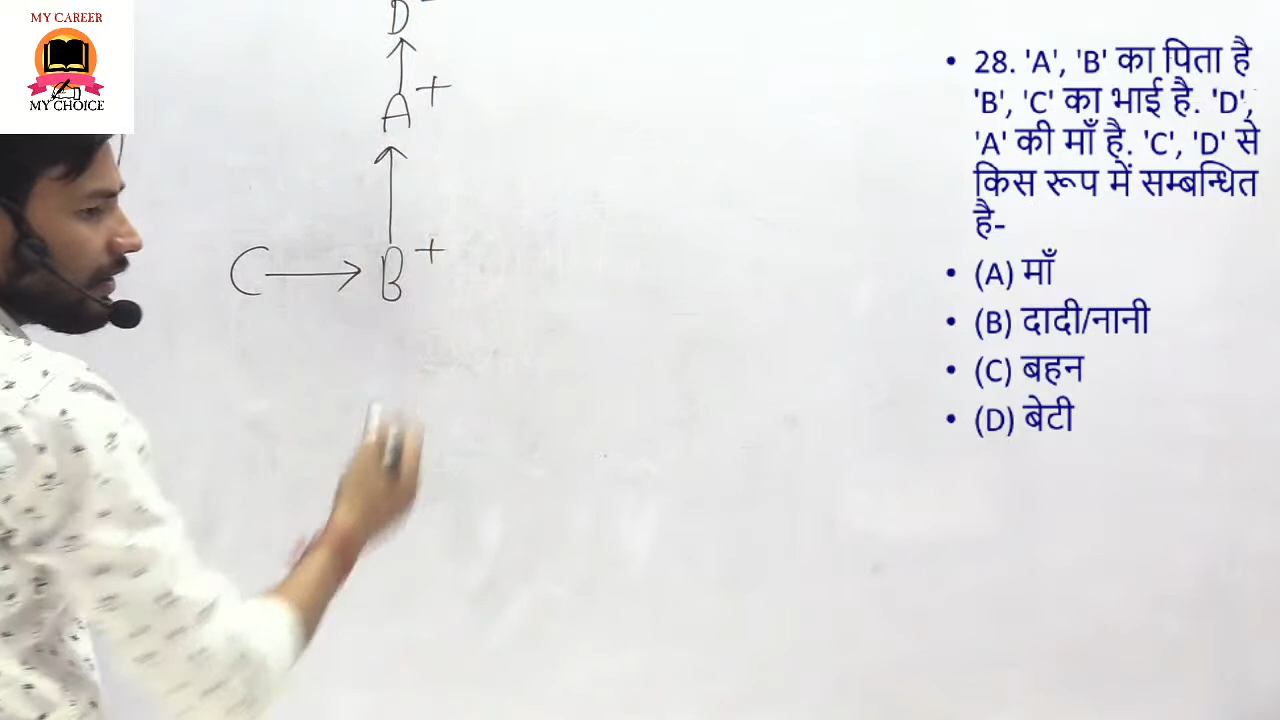 MY CAREER
MY CHOICE
D -
A +
C B +
• 28. 'A', 'B' का पिता है
'B', 'C' का भाई है. 'D',
'A' की माँ है. 'C', 'D' से
किस रूप में सम्बन्धित
है-
• (A) माँ
• (B) दादी/नानी
• (C) बहन
• (D) बेटी